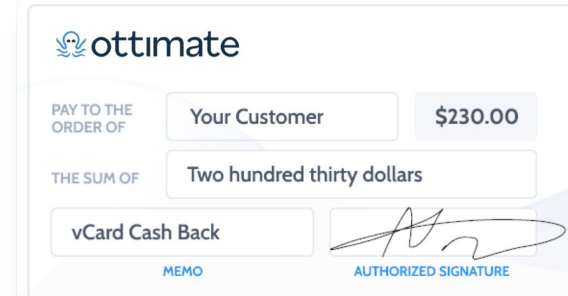 ottimate
PAY TO THE
ORDER OF
Your Customer
$230.00
THE SUM OF
Two hundred thirty dollars
vCard Cash Back
MEMO
AUTHORIZED SIGNATURE